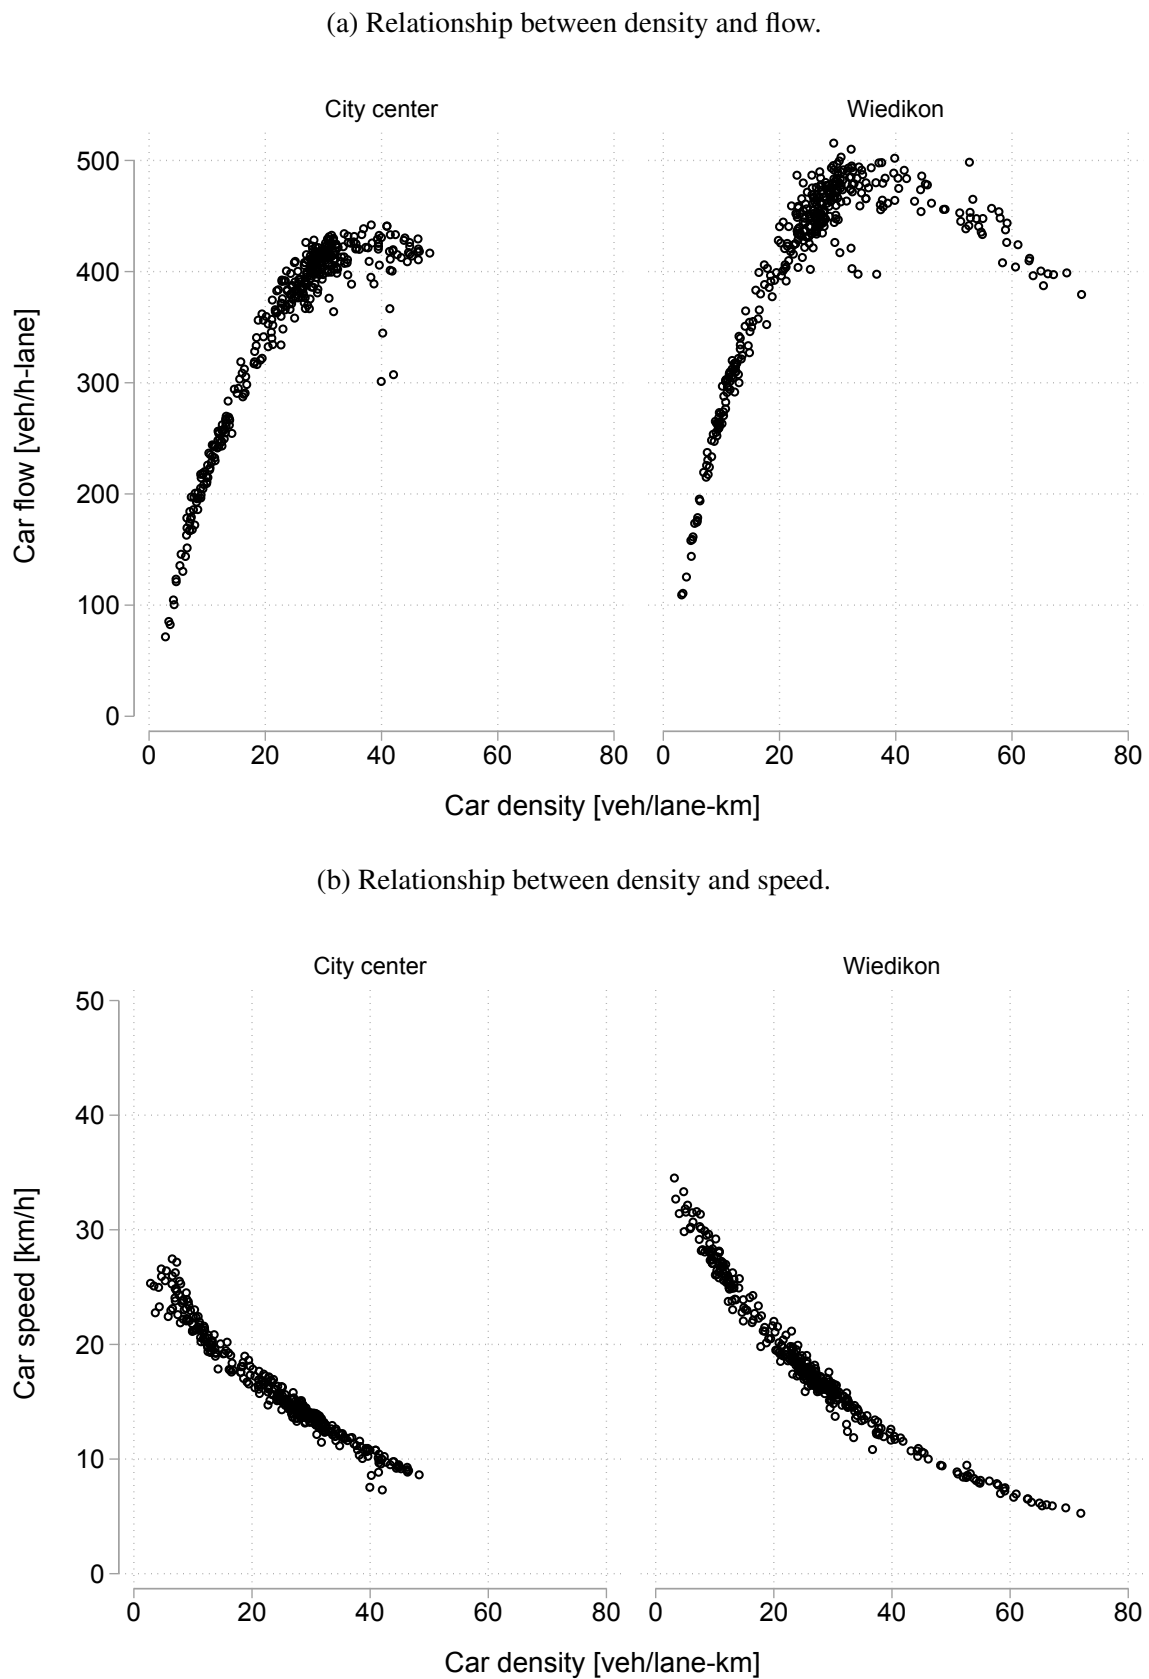 (a) Relationship between density and flow.
City center
Wiedikon
500
400
300
200
100
0
Car flow [veh/h-lane]
0 20 40 60 80
0 20 40 60 80
Car density [veh/lane-km]
(b) Relationship between density and speed.
City center
Wiedikon
50
40
30
20
10
0
Car speed [km/h]
0 20 40 60 80
0 20 40 60 80
Car density [veh/lane-km]